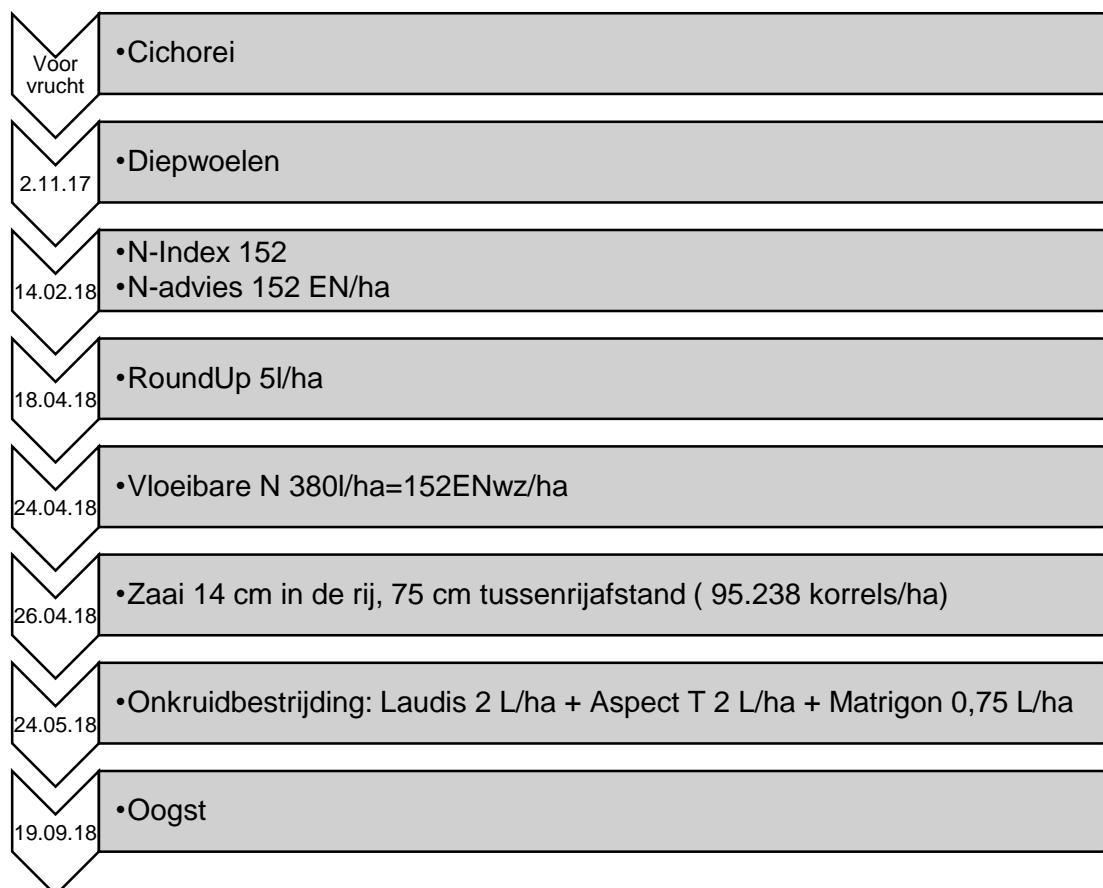 Voor
vrucht
•Cichorei
2.11.17
•Diepwoelen
14.02.18
•N-Index 152
•N-advies 152 EN/ha
18.04.18
•RoundUp 5l/ha
24.04.18
•Vloeibare N 380l/ha=152ENwz/ha
26.04.18
•Zaai 14 cm in de rij, 75 cm tussenrijafstand ( 95.238 korrels/ha)
24.05.18
•Onkruidbestrijding: Laudis 2 L/ha + Aspect T 2 L/ha + Matrigon 0,75 L/ha
19.09.18
•Oogst